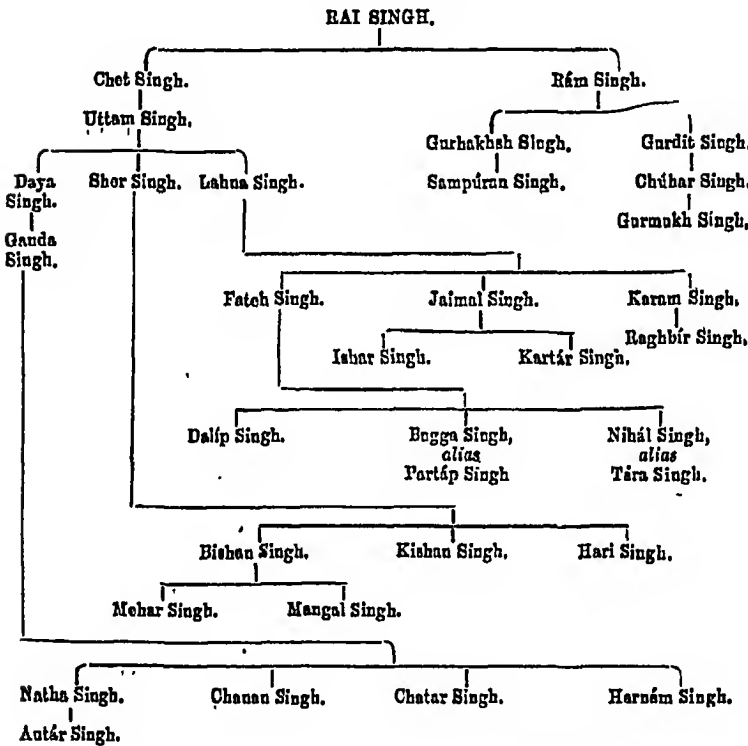 RAI SINGH.
Chet Singh. Rám Singh.
Uttam Singh. Gurbakhsh Singh. Gurdit Singh.
Daya Singh. Sher Singh. Lahna Singh. Sampúran Singh. Chúhar Singh.
Ganda Singh. Gurmukh Singh.
Fateh Singh. Jaimal Singh. Karam Singh.
Ishar Singh. Kartár Singh. Raghbír Singh.
Dalíp Singh. Bugga Singh, Nihál Singh,
alias alias
Partáp Singh Tára Singh.
Bishan Singh. Kishan Singh. Hari Singh.
Mehar Singh. Mangal Singh.
Natha Singh. Chanan Singh. Chatar Singh. Harnám Singh.
Autár Singh.